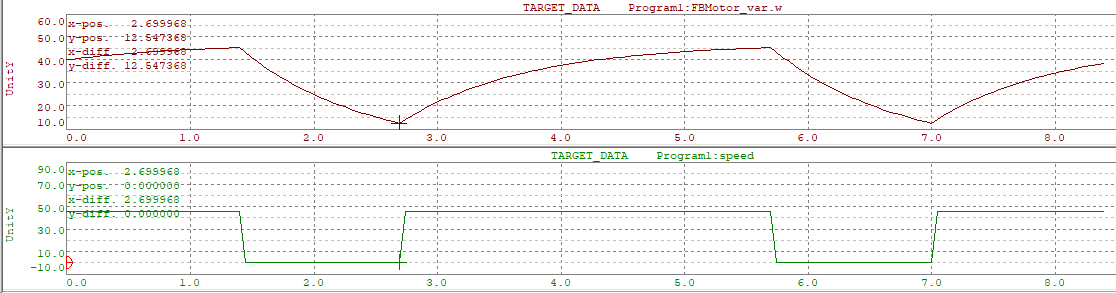 TARGET_DATA Program1:FBMotor_var.w
60.0
x-pos. 2.699968
50.0
y-pos. 12.547368
x-diff. 2.699968
40.0
y-diff. 12.547368
UnitY
30.0
20.0
10.0
0.0 1.0 2.0 3.0 4.0 5.0 6.0 7.0 8.0
TARGET_DATA Program1:speed
90.0
x-pos. 2.699968
70.0
y-pos. 0.000000
x-diff. 2.699968
50.0
y-diff. 0.000000
UnitY
30.0
10.0
-10.0
0.0 1.0 2.0 3.0 4.0 5.0 6.0 7.0 8.0